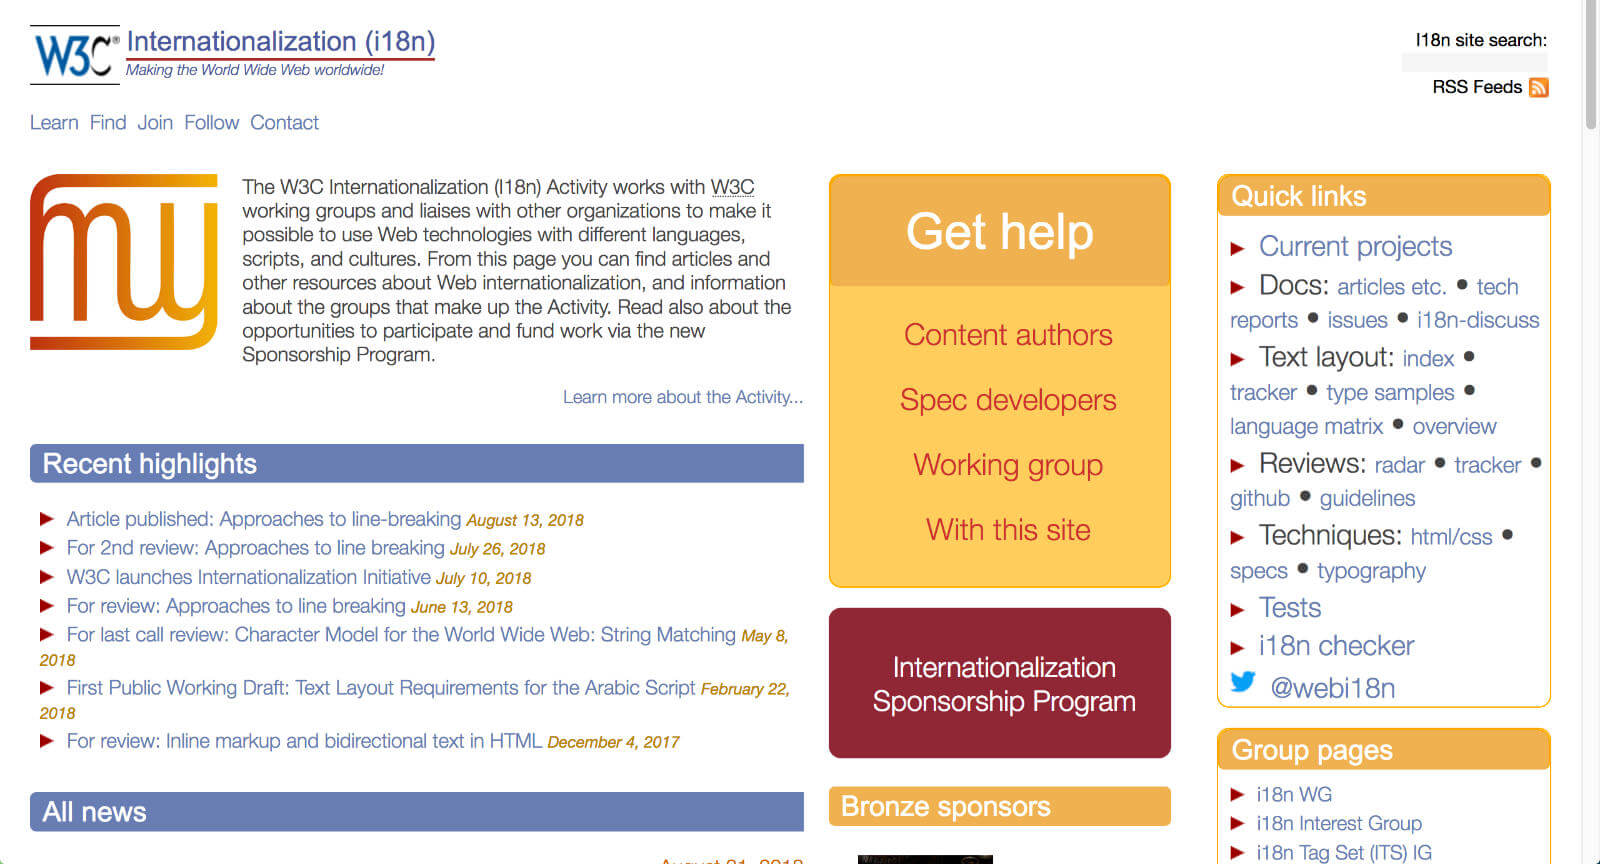 W3C® Internationalization (i18n)
Making the World Wide Web worldwide!
I18n site search:
RSS Feeds
Learn Find Join Follow Contact
The W3C Internationalization (I18n) Activity works with W3C
working groups and liaises with other organizations to make it
possible to use Web technologies with different languages,
scripts, and cultures. From this page you can find articles and
other resources about Web internationalization, and information
about the groups that make up the Activity. Read also about the
opportunities to participate and fund work via the new
Sponsorship Program.
Learn more about the Activity...
Recent highlights
Article published: Approaches to line-breaking August 13, 2018
For 2nd review: Approaches to line breaking July 26, 2018
W3C launches Internationalization Initiative July 10, 2018
For review: Approaches to line breaking June 13, 2018
For last call review: Character Model for the World Wide Web: String Matching May 8,
2018
First Public Working Draft: Text Layout Requirements for the Arabic Script February 22,
2018
For review: Inline markup and bidirectional text in HTML December 4, 2017
All news
Get help
Content authors
Spec developers
Working group
With this site
Internationalization
Sponsorship Program
Bronze sponsors
Quick links
Current projects
Docs: articles etc. • tech
reports • issues • i18n-discuss
Text layout: index •
tracker • type samples •
language matrix • overview
Reviews: radar • tracker •
github • guidelines
Techniques: html/css •
specs • typography
Tests
i18n checker
@webi18n
Group pages
i18n WG
i18n Interest Group
i18n Tag Set (ITS) IG